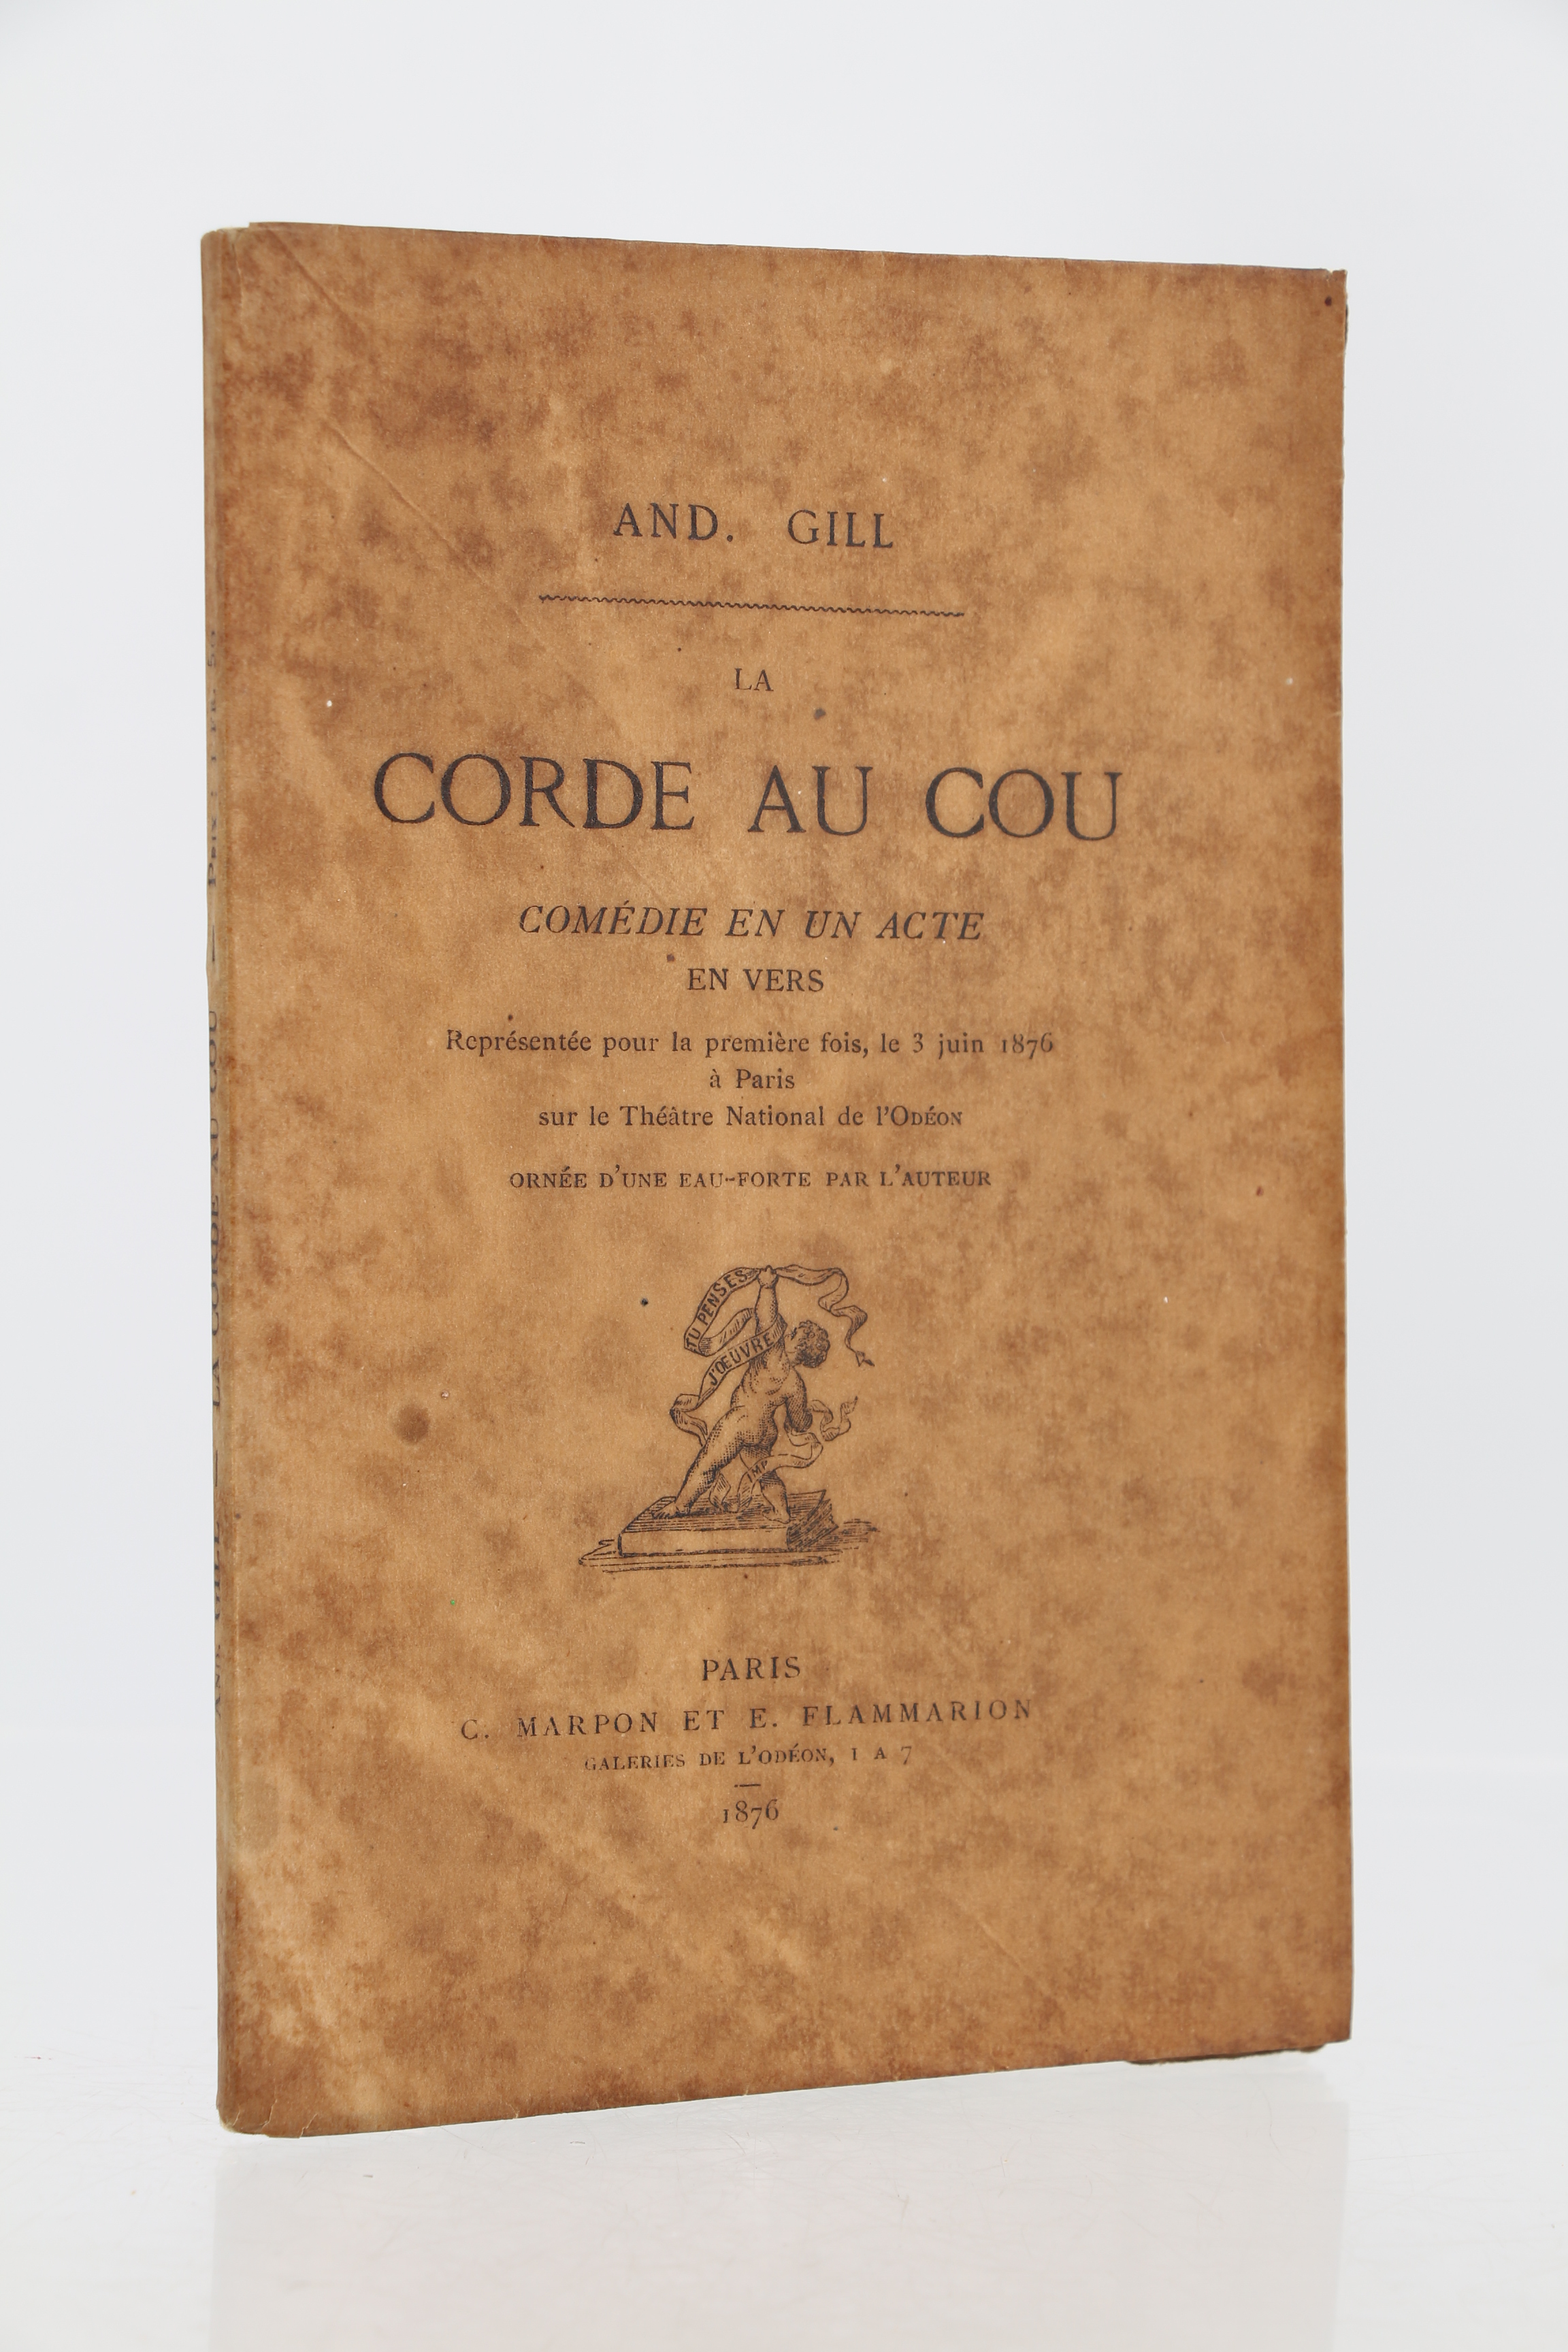 AND. GILL
LA
CORDE AU COU
COMÉDIE EN UN ACTE
EN VERS
Représentée pour la première fois, le 3 juin 1876
à Paris
sur le Théâtre National de l'ODÉON
ORNÉE D'UNE EAU-FORTE PAR L'AUTEUR
TU PENSES
J'OEUVRE
IMP
PARIS
C. MARPON ET E. FLAMMARION
GALERIES DE L'ODÉON, 1 A 7
1876
LA CORDE AU COU